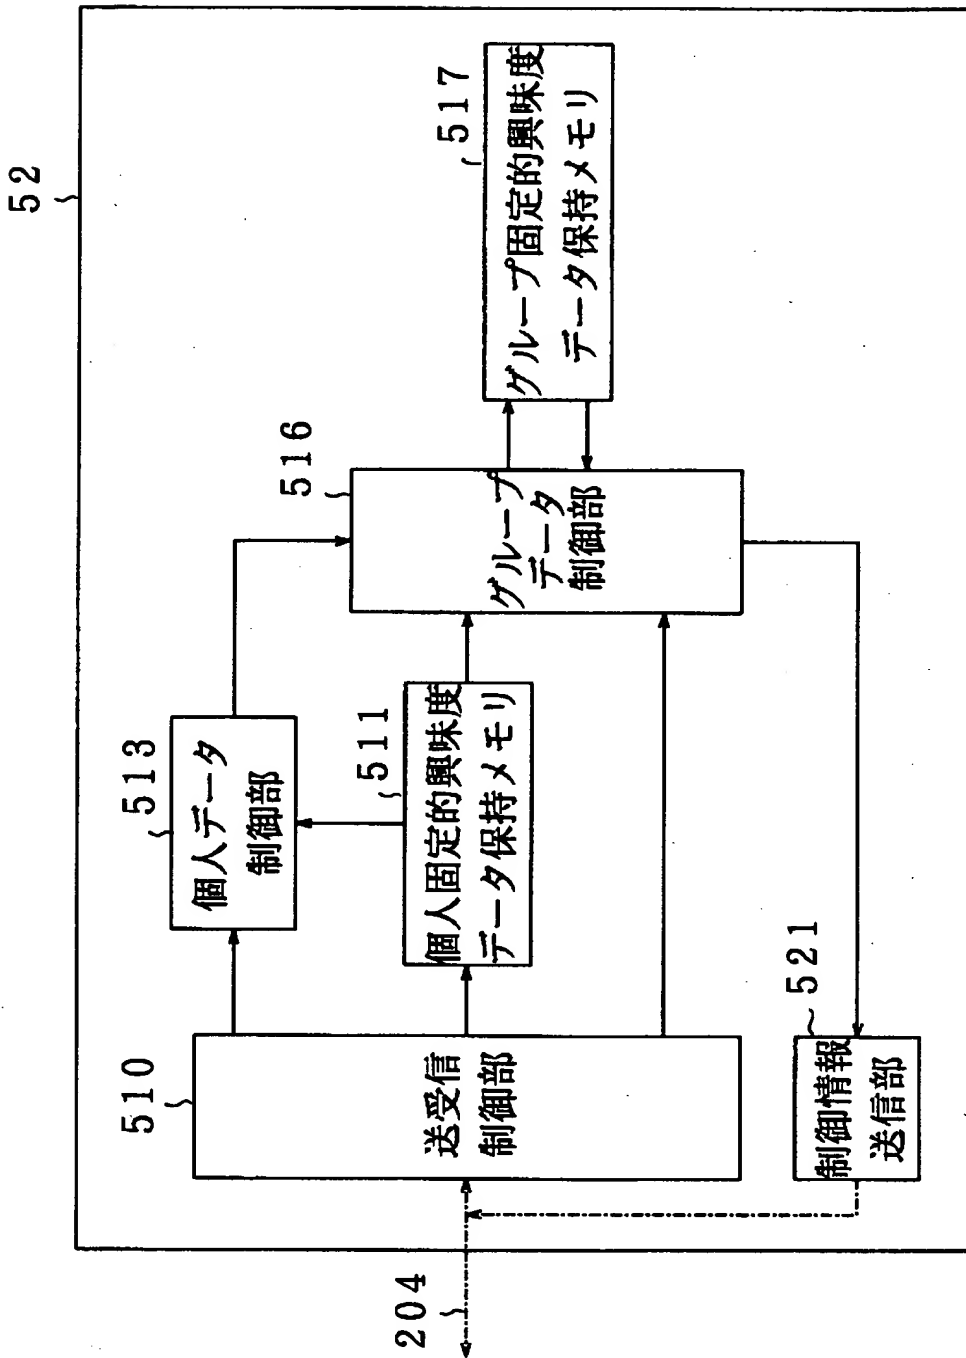 52
517
グループ固定的興味度
データ保持メモリ
516
グループ
データ
制御部
513
個人データ
制御部
511
個人固定的興味度
データ保持メモリ
510
送受信
制御部
521
制御情報
送信部
204